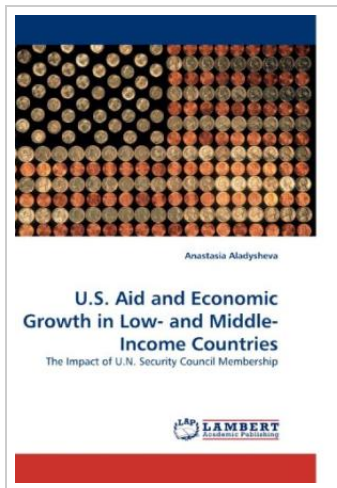 Anastasia Aladysheva
U.S. Aid and Economic
Growth in Low- and Middle-
Income Countries
The Impact of U.N. Security Council Membership
LAP LAMBERT
Academic Publishing